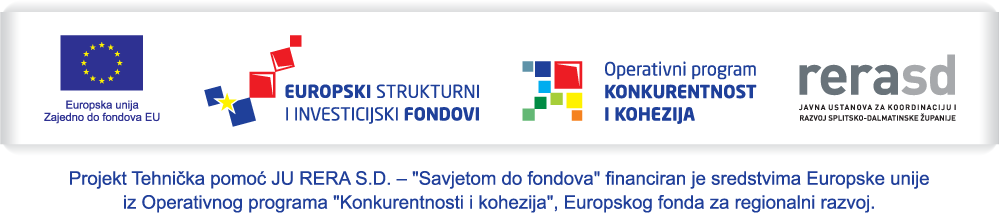 Europska unija
Zajedno do fondova EU
EUROPSKI STRUKTURNI
I INVESTICIJSKI FONDOVI
Operativni program
KONKURENTNOST
I KOHEZIJA
rerasd
JAVNA USTANOVA ZA KOORDINACIJU I
RAZVOJ SPLITSKO-DALMATINSKE ŽUPANIJE
Projekt Tehnička pomoć JU RERA S.D. – "Savjetom do fondova" financiran je sredstvima Europske unije
iz Operativnog programa "Konkurentnosti i kohezija", Europskog fonda za regionalni razvoj.